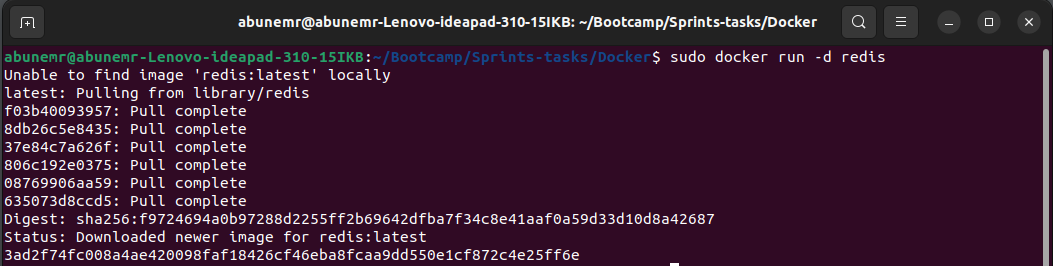 abunemr@abunemr-Lenovo-ideapad-310-15IKB: ~/Bootcamp/Sprints-tasks/Docker
abunemr@abunemr-Lenovo-ideapad-310-15IKB:~/Bootcamp/Sprints-tasks/Docker$ sudo docker run -d redis
Unable to find image 'redis:latest' locally
latest: Pulling from library/redis
f03b40093957: Pull complete
8db26c5e8435: Pull complete
37e84c7a626f: Pull complete
806c192e0375: Pull complete
08769906aa59: Pull complete
635073d8ccd5: Pull complete
Digest: sha256:f9724694a0b97288d2255ff2b69642dfba7f34c8e41aaf0a59d33d10d8a42687
Status: Downloaded newer image for redis:latest
3ad2f74fc008a4ae420098faf18426cf46eba8fcaa9dd550e1cf872c4e25ff6e